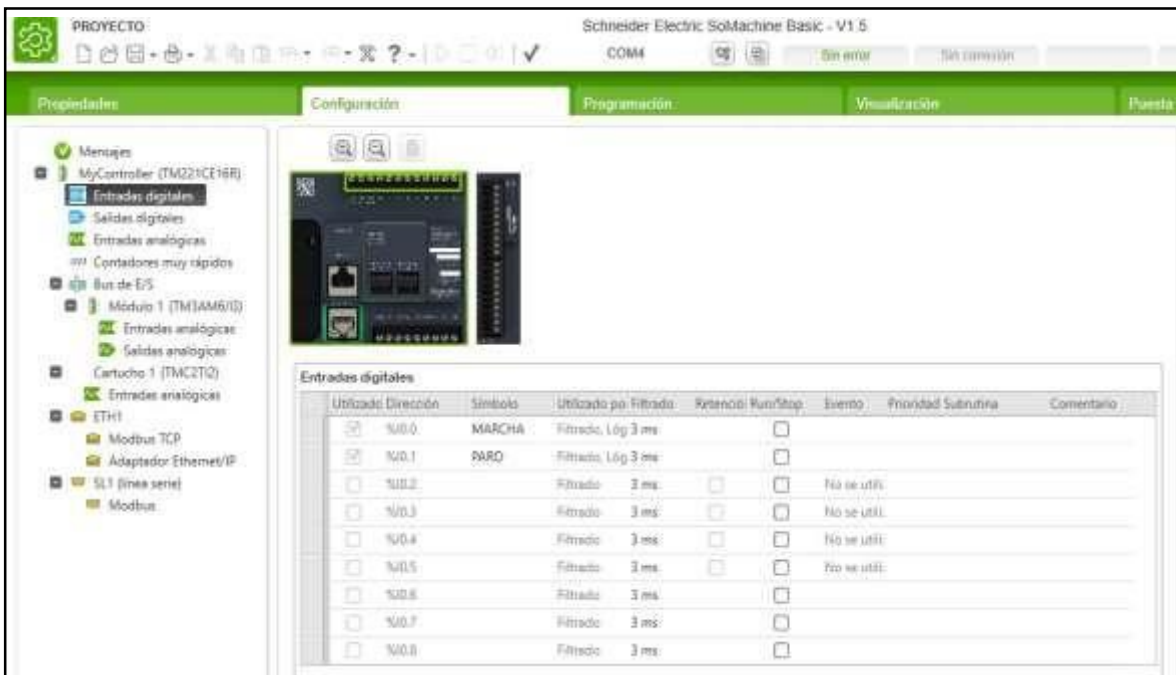 PROYECTO
Schneider Electric SoMachine Basic - V1.5
COM4 Sin error Sin conexión
Propiedades Configuración Programación Visualización Puesta
Mensajes
MyController (TM221CE16R)
Entradas digitales
Salidas digitales
Entradas analógicas
Contadores muy rápidos
Bus de E/S
Módulo 1 (TM3AM6/G)
Entradas analógicas
Salidas analógicas
Cartucho 1 (TMC2TI2)
Entradas analógicas
ETH1
Modbus TCP
Adaptador Ethernet/IP
SL1 (línea serie)
Modbus
Entradas digitales
Utilizado Dirección Símbolo Utilizado po Filtrado Retenció Run/Stop Evento Prioridad Subrutina Comentario
%I0.0 MARCHA Filtrado, Lóg 3 ms
%I0.1 PARO Filtrado, Lóg 3 ms
%I0.2 Filtrado 3 ms No se utili:
%I0.3 Filtrado 3 ms No se utili:
%I0.4 Filtrado 3 ms No se utili:
%I0.5 Filtrado 3 ms No se utili:
%I0.6 Filtrado 3 ms
%I0.7 Filtrado 3 ms
%I0.8 Filtrado 3 ms